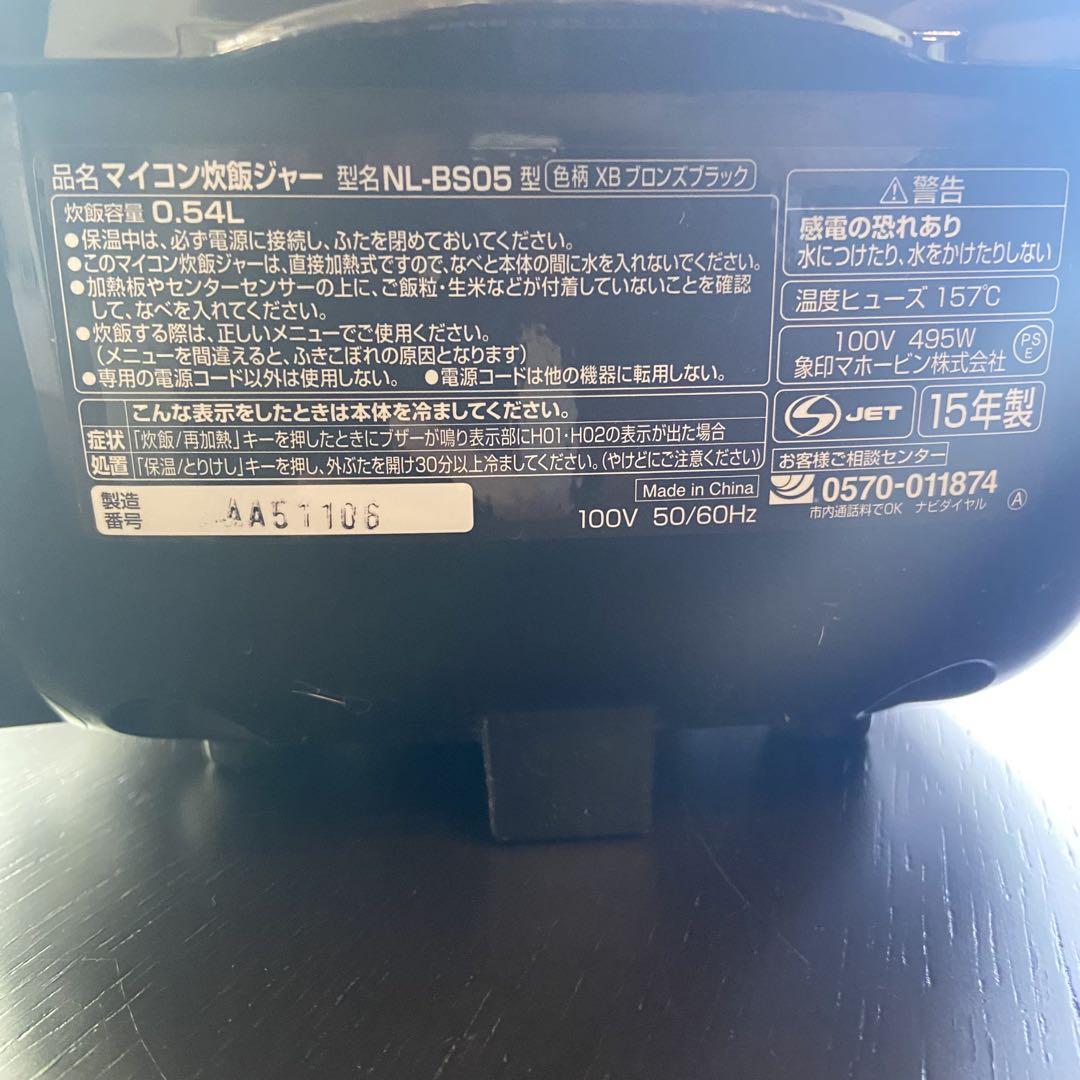 品名 マイコン炊飯ジャー 型名 NL-BS05 型 色柄 XB ブロンズブラック
炊飯容量 0.54L
●保温中は、必ず電源に接続し、ふたを閉めておいてください。
●このマイコン炊飯ジャーは、直接加熱式ですので、なべと本体の間に水を入れないでください。
●加熱板やセンターセンサーの上に、ご飯粒・生米などが付着していないことを確認
して、なべを入れてください。
●炊飯する際は、正しいメニューでご使用ください。
(メニューを間違えると、ふきこぼれの原因となります)
●専用の電源コード以外は使用しない。 ●電源コードは他の機器に転用しない。
こんな表示をしたときは本体を冷ましてください。
症状 「炊飯/再加熱」キーを押したときにブザーが鳴り表示部にH01・H02の表示が出た場合
処置 「保温/とりけし」キーを押し、外ぶたを開け30分以上冷ましてください。(やけどにご注意ください)
製造
番号 AA51106
Made in China
100V 50/60Hz
⚠警告
感電の恐れあり
水につけたり、水をかけたりしない
温度ヒューズ 157℃
100V 495W
象印マホービン株式会社
PS
E
S JET
15年製
お客様ご相談センター
0570-011874
市内通話料でOK ナビダイヤル
Ⓐ